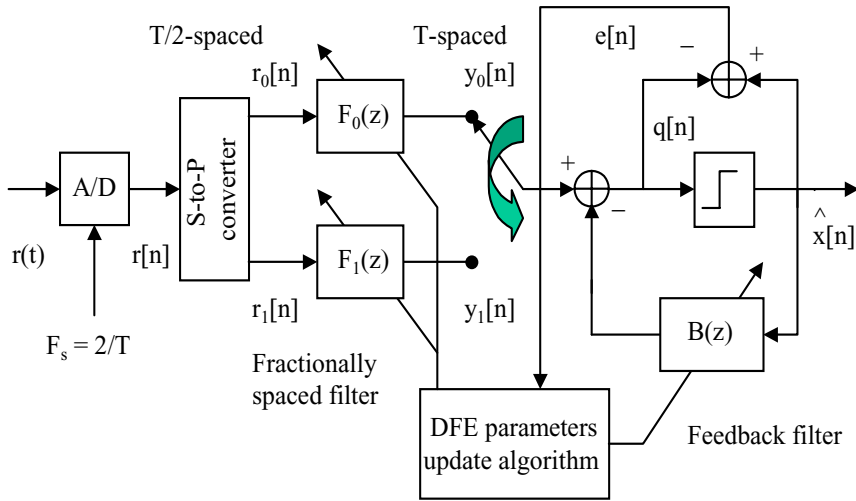 T/2-spaced
T-spaced
e[n]
−
+
r₀[n]
y₀[n]
F₀(z)
q[n]
A/D
S-to-P
converter
+
−
r(t)
r[n]
F₁(z)
x̂[n]
r₁[n]
y₁[n]
B(z)
Fₛ = 2/T
Fractionally
spaced filter
DFE parameters
update algorithm
Feedback filter